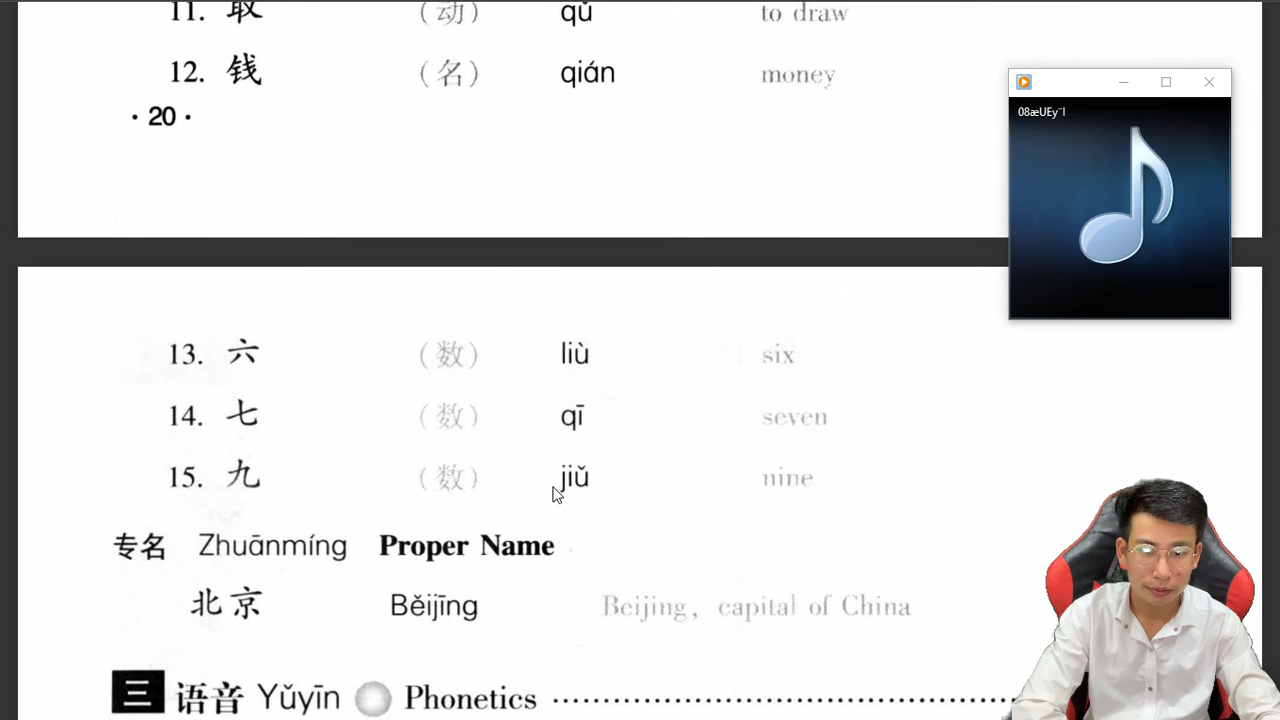 11. 取 （动） qǔ to draw
12. 钱 （名） qián money
· 20 ·
08æUEy¨l
13. 六 （数） liù six
14. 七 （数） qī seven
15. 九 （数） jiǔ nine
专名 Zhuānmíng Proper Name
北京 Běijīng Beijing, capital of China
三 语音 Yǔyīn Phonetics